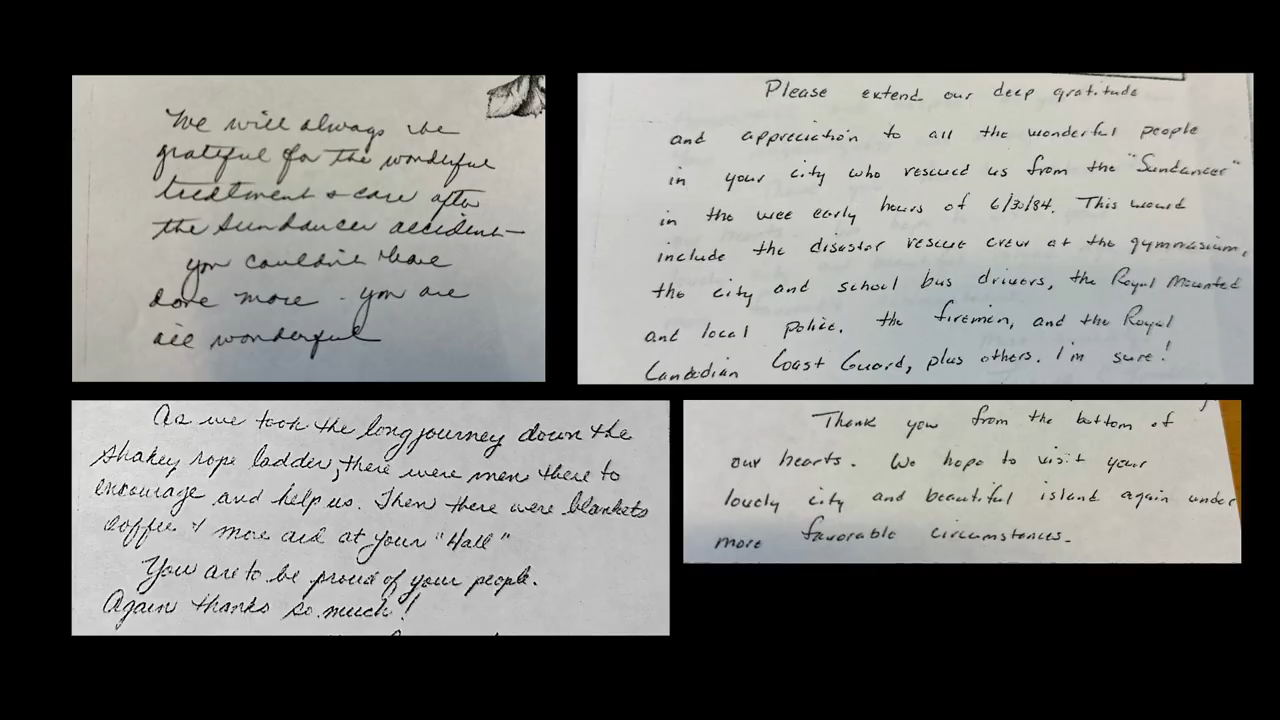 We will always be
grateful for the wonderful
treatment & care after
the Sundancer accident—
you couldn't have
done more. you are
all wonderful
Please extend our deep gratitude
and appreciation to all the wonderful people
in your city who rescued us from the "Sundancer"
in the wee early hours of 6/30/84. This would
include the disaster rescue crew at the gymnasium,
the city and school bus drivers, the Royal Mounted
and local Police, the firemen, and the Royal
Canadian Coast Guard, plus others. I'm sure!
As we took the long journey down the
shakey rope ladder, there were men there to
encourage and help us. Then there were blankets
coffee & more aid at your "Hall"
You are to be proud of your people.
Again thanks so much!
Thank you from the bottom of
our hearts. We hope to visit your
lovely city and beautiful island again under
more favorable circumstances.